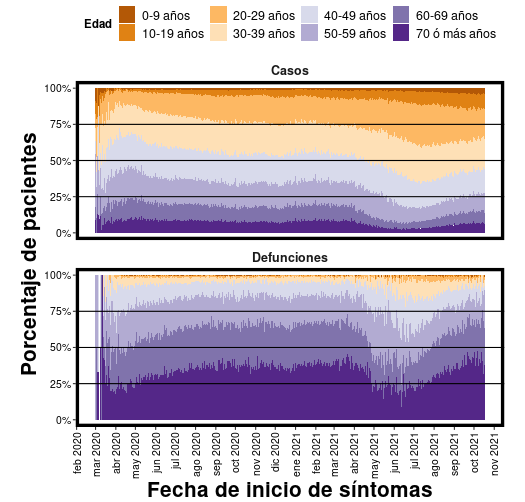 Edad
0-9 años 20-29 años 40-49 años 60-69 años
10-19 años 30-39 años 50-59 años 70 ó más años
Casos
100%
75%
50%
25%
0%
Defunciones
100%
75%
50%
25%
0%
Porcentaje de pacientes
feb 2020
mar 2020
abr 2020
may 2020
jun 2020
jul 2020
ago 2020
sep 2020
oct 2020
nov 2020
dic 2020
ene 2021
feb 2021
mar 2021
abr 2021
may 2021
jun 2021
jul 2021
ago 2021
sep 2021
oct 2021
nov 2021
Fecha de inicio de síntomas